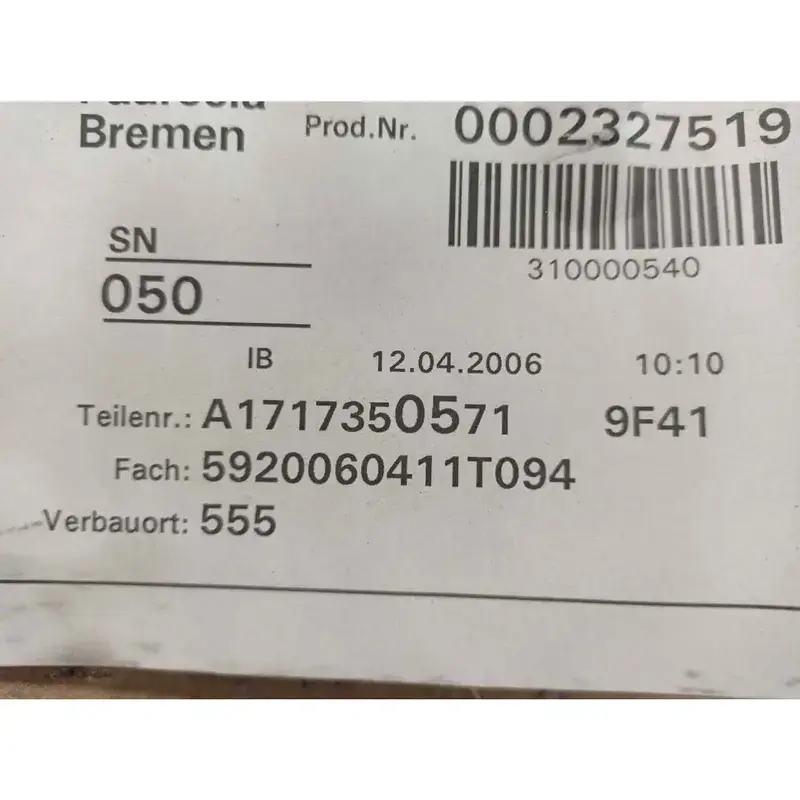 Bremen Prod.Nr. 0002327519
310000540
SN
050
IB 12.04.2006 10:10
Teilenr.: A1717350571 9F41
Fach: 5920060411T094
Verbauort: 555